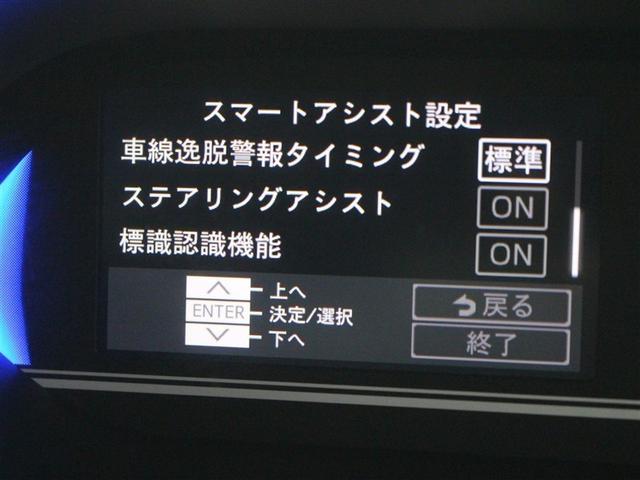 スマートアシスト設定
車線逸脱警報タイミング 標準
ステアリングアシスト ON
標識認識機能 ON
上へ
ENTER 決定/選択
下へ
戻る
終了